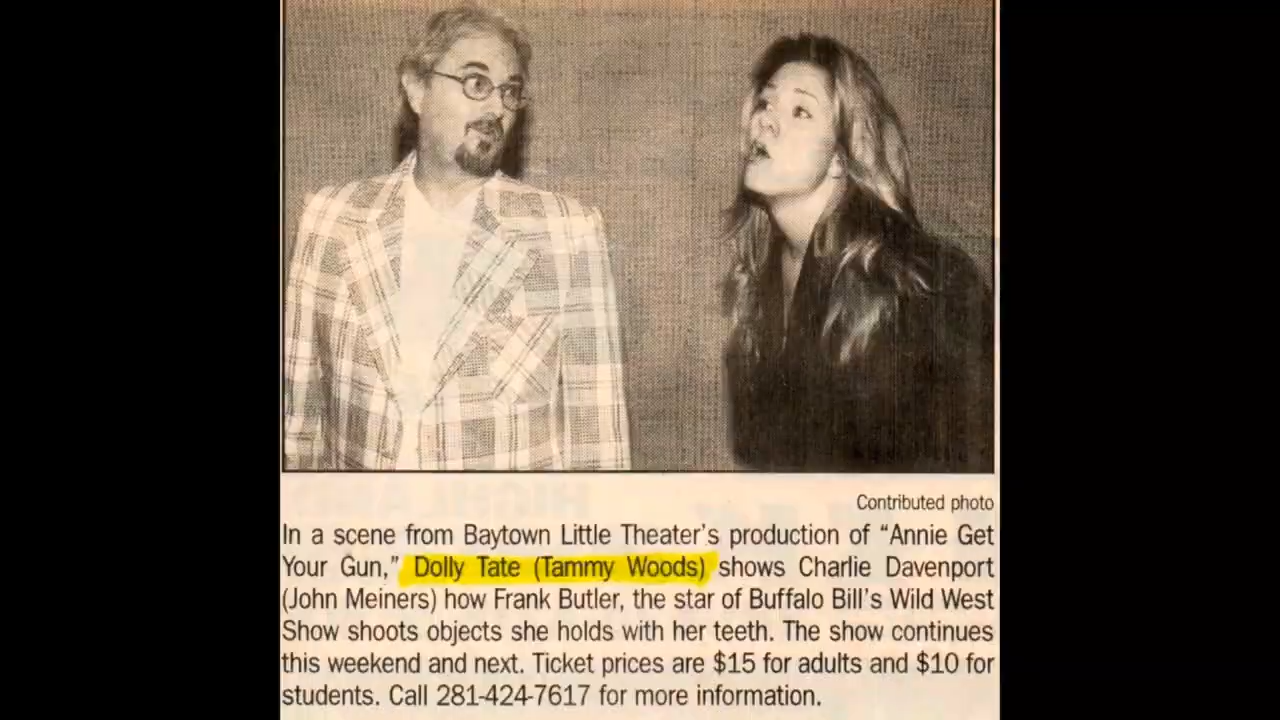 Contributed photo
In a scene from Baytown Little Theater's production of “Annie Get
Your Gun,” Dolly Tate (Tammy Woods) shows Charlie Davenport
(John Meiners) how Frank Butler, the star of Buffalo Bill's Wild West
Show shoots objects she holds with her teeth. The show continues
this weekend and next. Ticket prices are $15 for adults and $10 for
students. Call 281-424-7617 for more information.